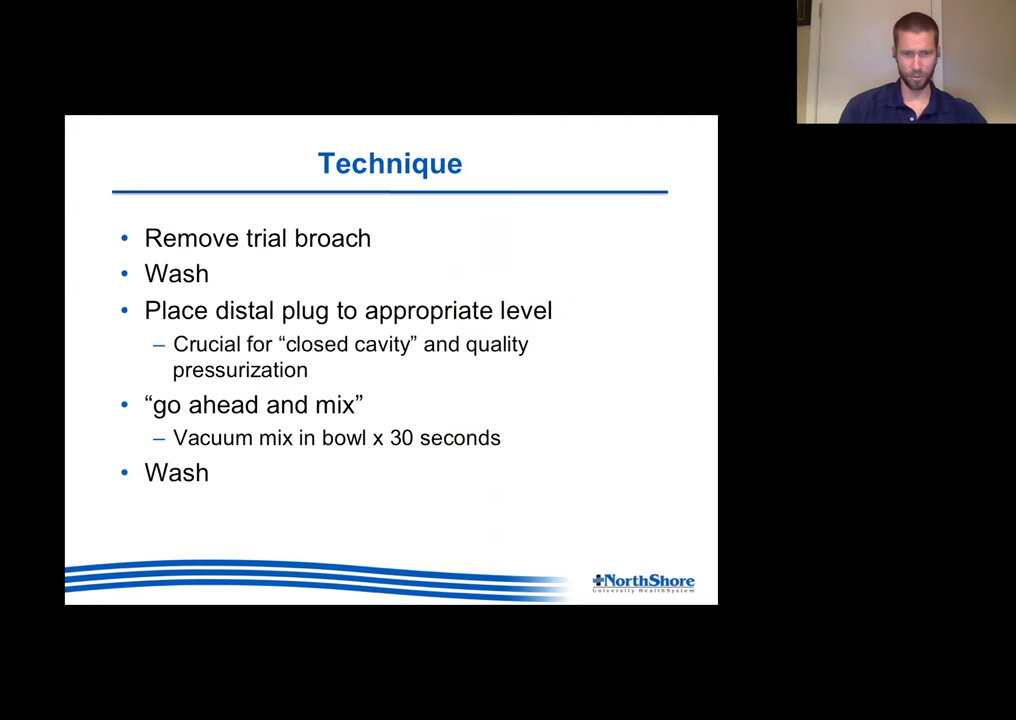 Technique
• Remove trial broach
• Wash
• Place distal plug to appropriate level
– Crucial for “closed cavity” and quality
pressurization
• “go ahead and mix”
– Vacuum mix in bowl x 30 seconds
• Wash
NorthShore
University HealthSystem